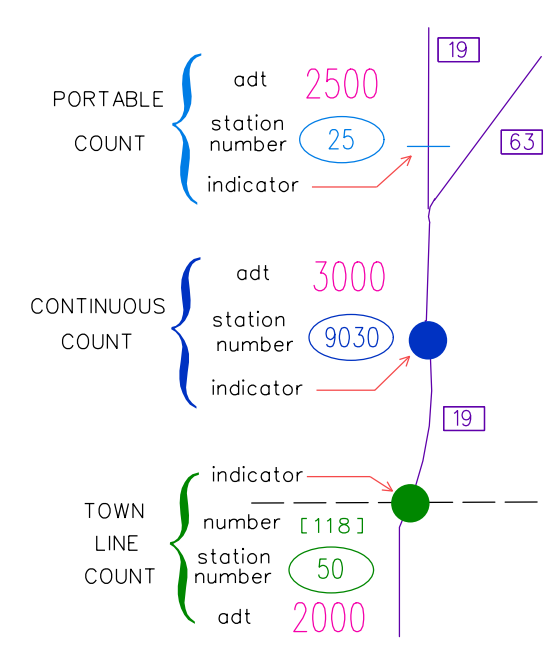 19
adt 2500
PORTABLE
COUNT
station
number 25
63
indicator
adt 3000
CONTINUOUS
COUNT
station
number 9030
indicator
19
indicator
TOWN
LINE
COUNT
number [118]
station
number 50
adt 2000